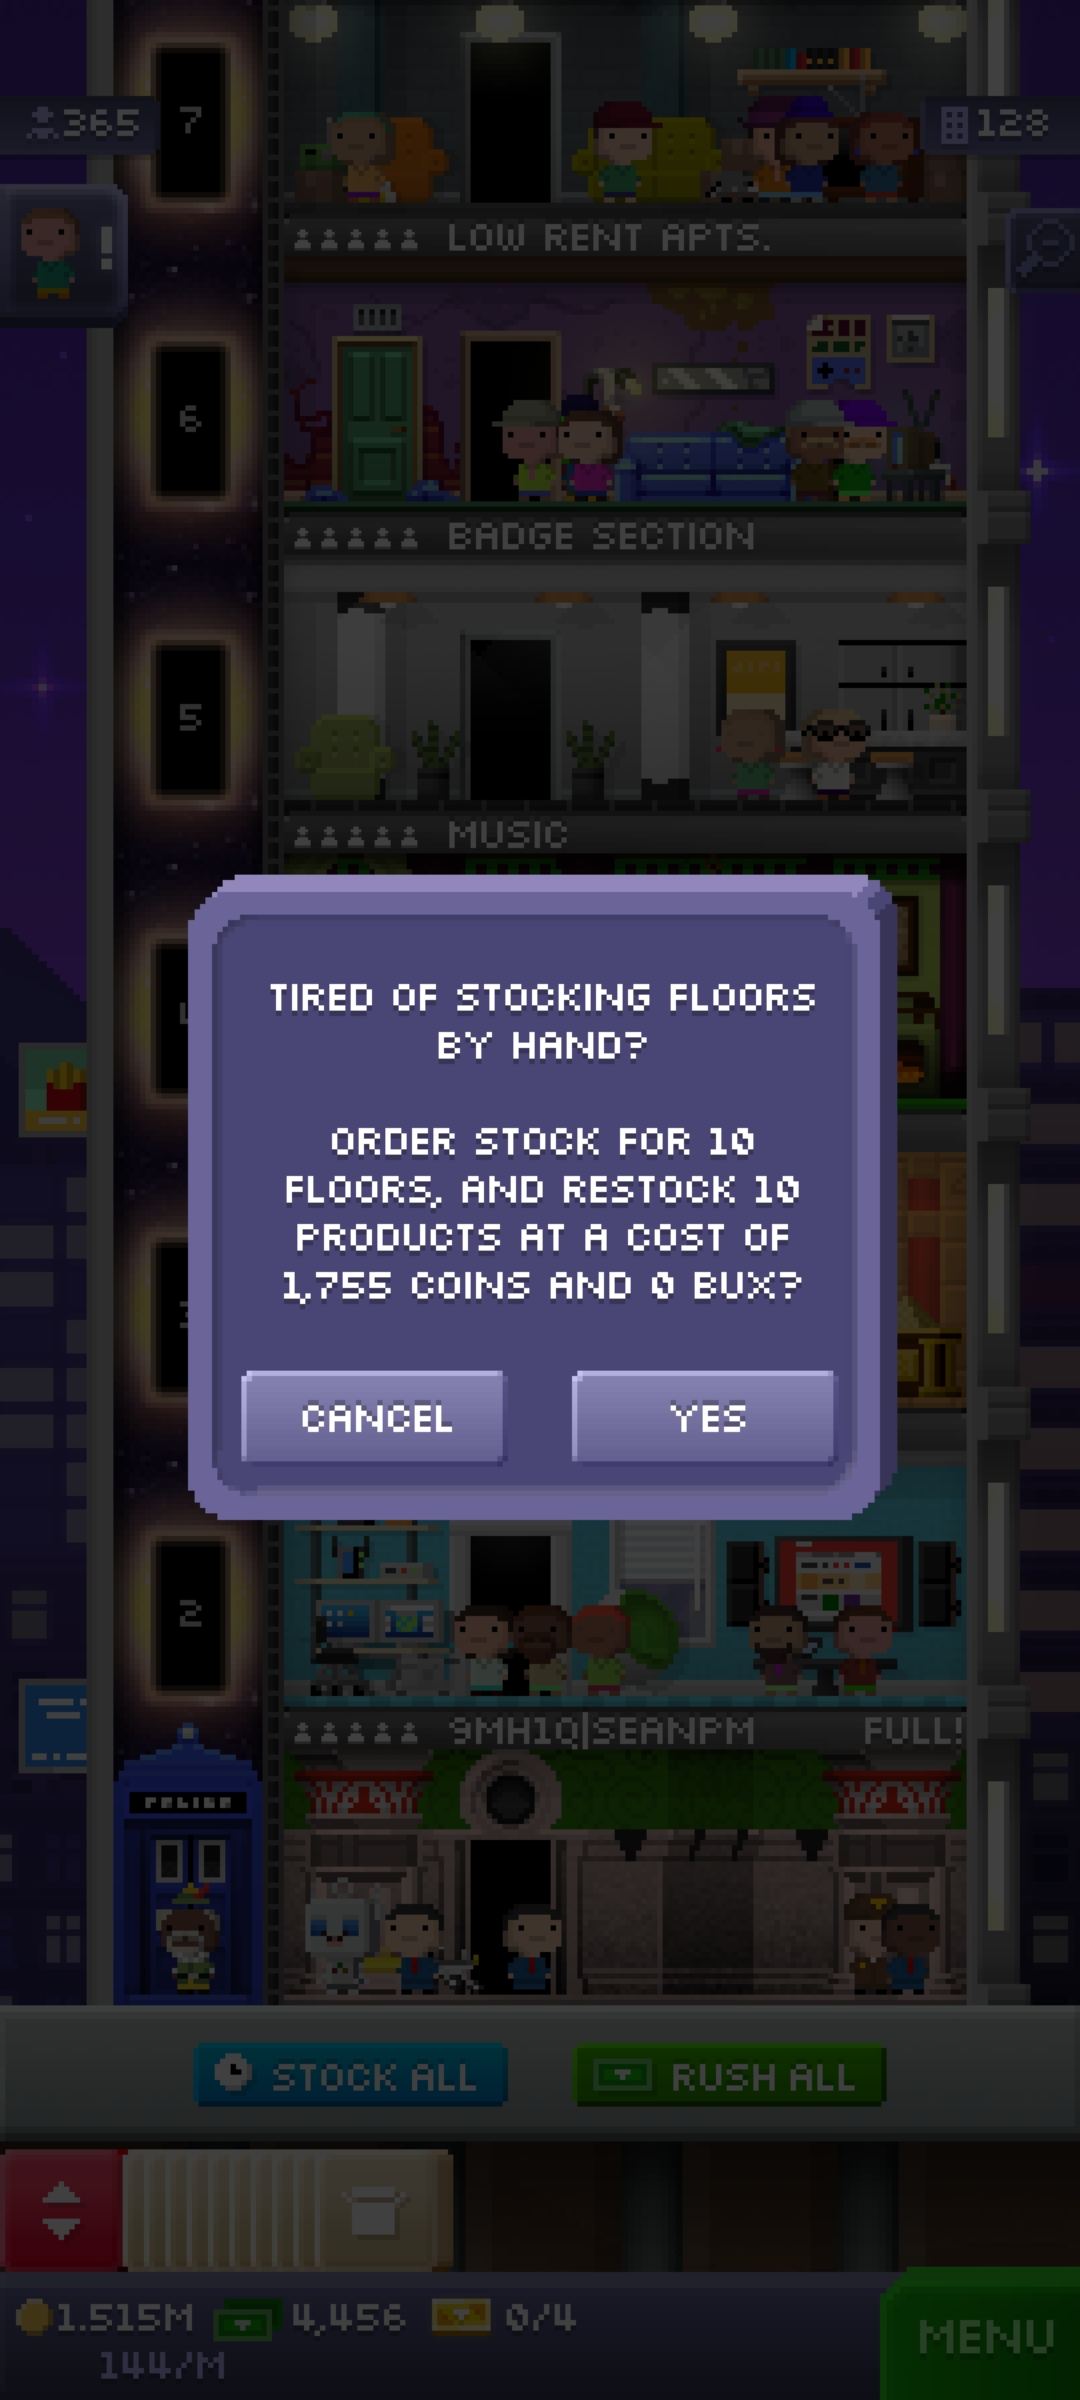 7
365
128
!
LOW RENT APTS.
6
BADGE SECTION
5
MUSIC
TIRED OF STOCKING FLOORS
BY HAND?
ORDER STOCK FOR 10
FLOORS, AND RESTOCK 10
PRODUCTS AT A COST OF
1,755 COINS AND 0 BUX?
CANCEL
YES
2
9MH1Q|SEANPM
FULL!
POLICE
STOCK ALL
RUSH ALL
1.515M
4,456
0/4
144/M
MENU